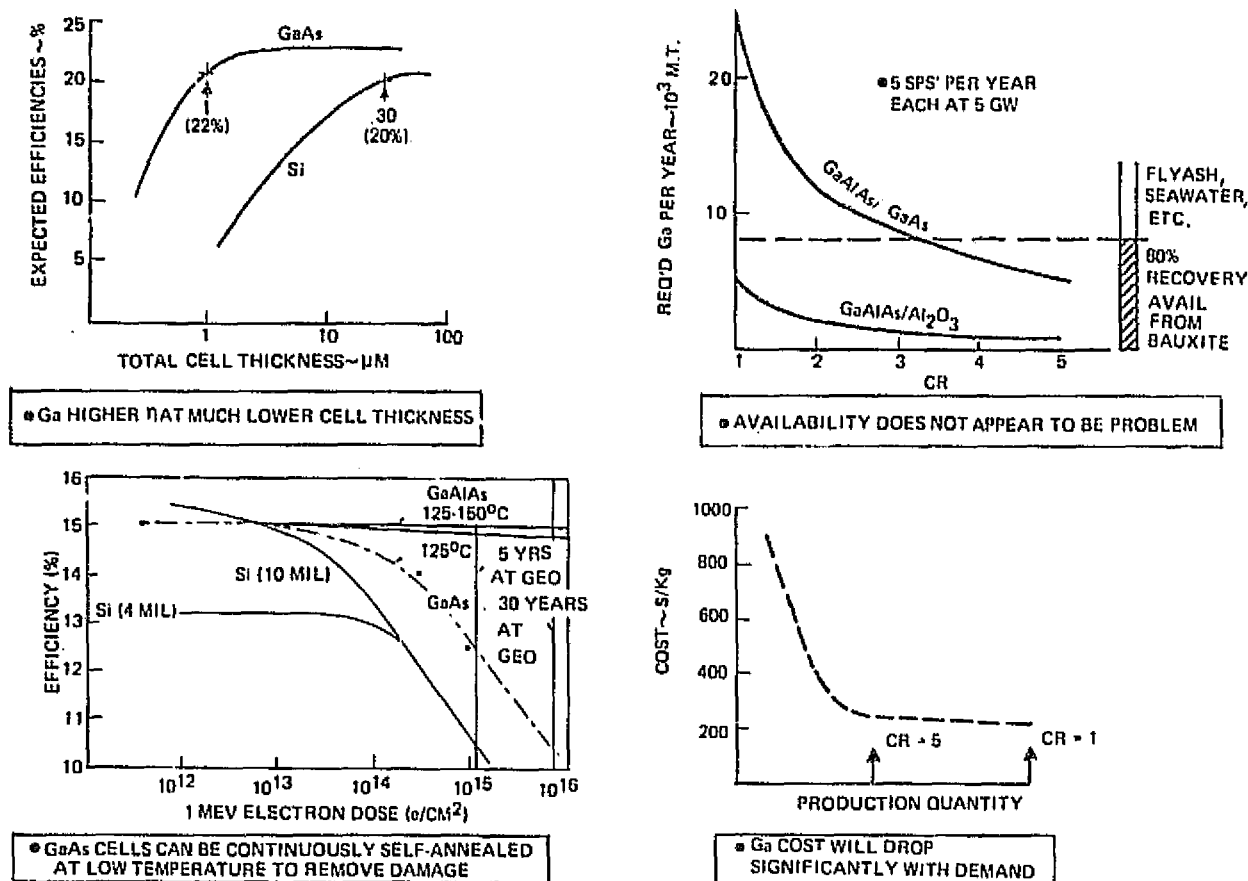 EXPECTED EFFICIENCIES ~ %
25
20
15
10
5
GaAs
(22%)
Si
30
(20%)
1
10
100
TOTAL CELL THICKNESS ~ μM
• Ga HIGHER η AT MUCH LOWER CELL THICKNESS
REQ'D Ga PER YEAR ~ 10³ M.T.
20
10
• 5 SPS' PER YEAR
EACH AT 5 GW
GaAlAs/ GaAs
GaAlAs/Al₂O₃
1
2
3
4
5
CR
FLYASH,
SEAWATER,
ETC.
80%
RECOVERY
AVAIL
FROM
BAUXITE
• AVAILABILITY DOES NOT APPEAR TO BE PROBLEM
EFFICIENCY (%)
16
15
14
13
12
11
10
Si (10 MIL)
Si (4 MIL)
GaAlAs
125-150°C
125°C
GaAs
5 YRS
AT GEO
30 YEARS
AT
GEO
10¹²
10¹³
10¹⁴
10¹⁵
10¹⁶
1 MEV ELECTRON DOSE (e/CM²)
• GaAs CELLS CAN BE CONTINUOUSLY SELF-ANNEALED
AT LOW TEMPERATURE TO REMOVE DAMAGE
COST ~ $/Kg
1000
800
600
400
200
CR = 5
CR = 1
PRODUCTION QUANTITY
• Ga COST WILL DROP
SIGNIFICANTLY WITH DEMAND